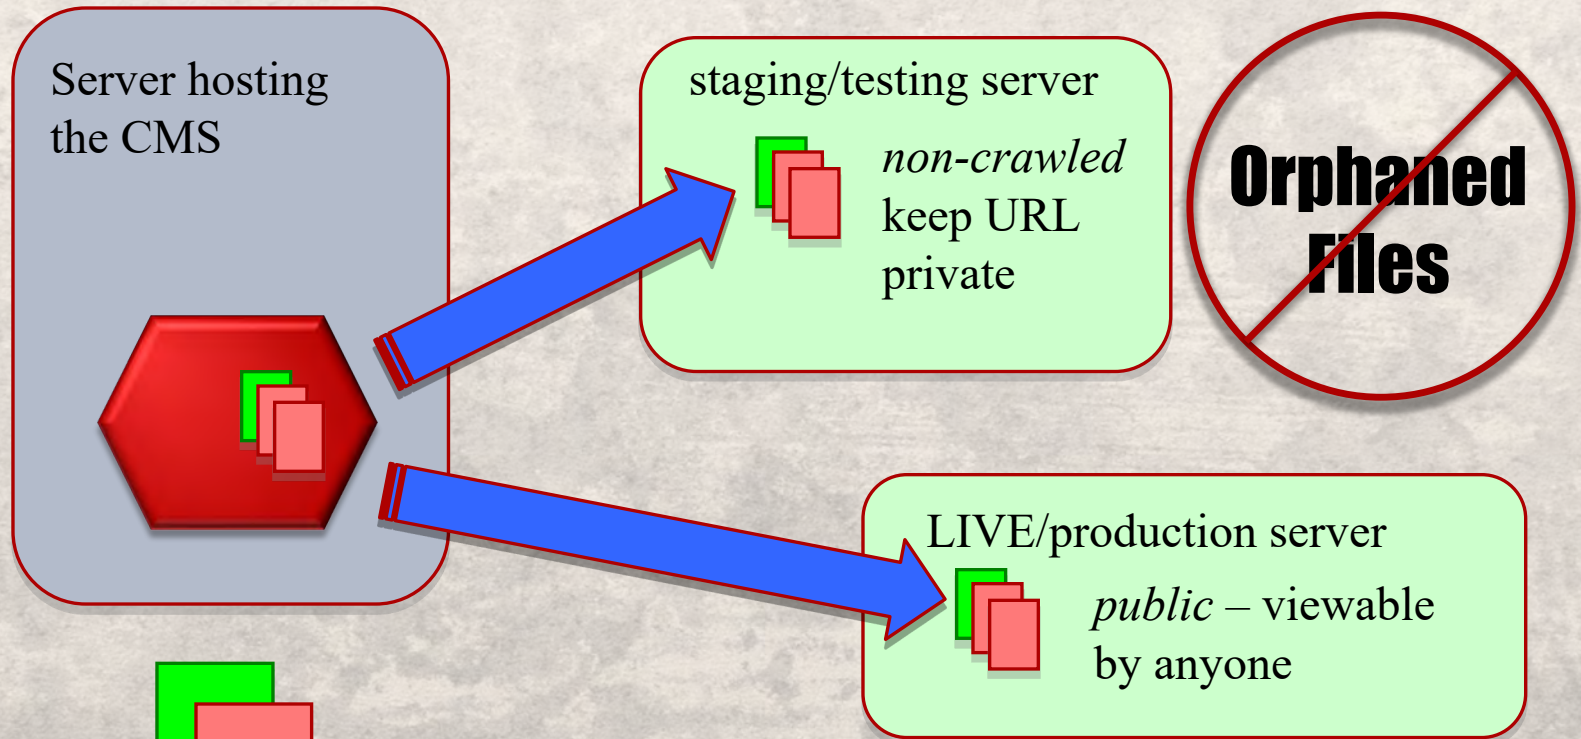 Server hosting
the CMS
staging/testing server
non-crawled
keep URL
private
Orphaned
Files
LIVE/production server
public – viewable
by anyone